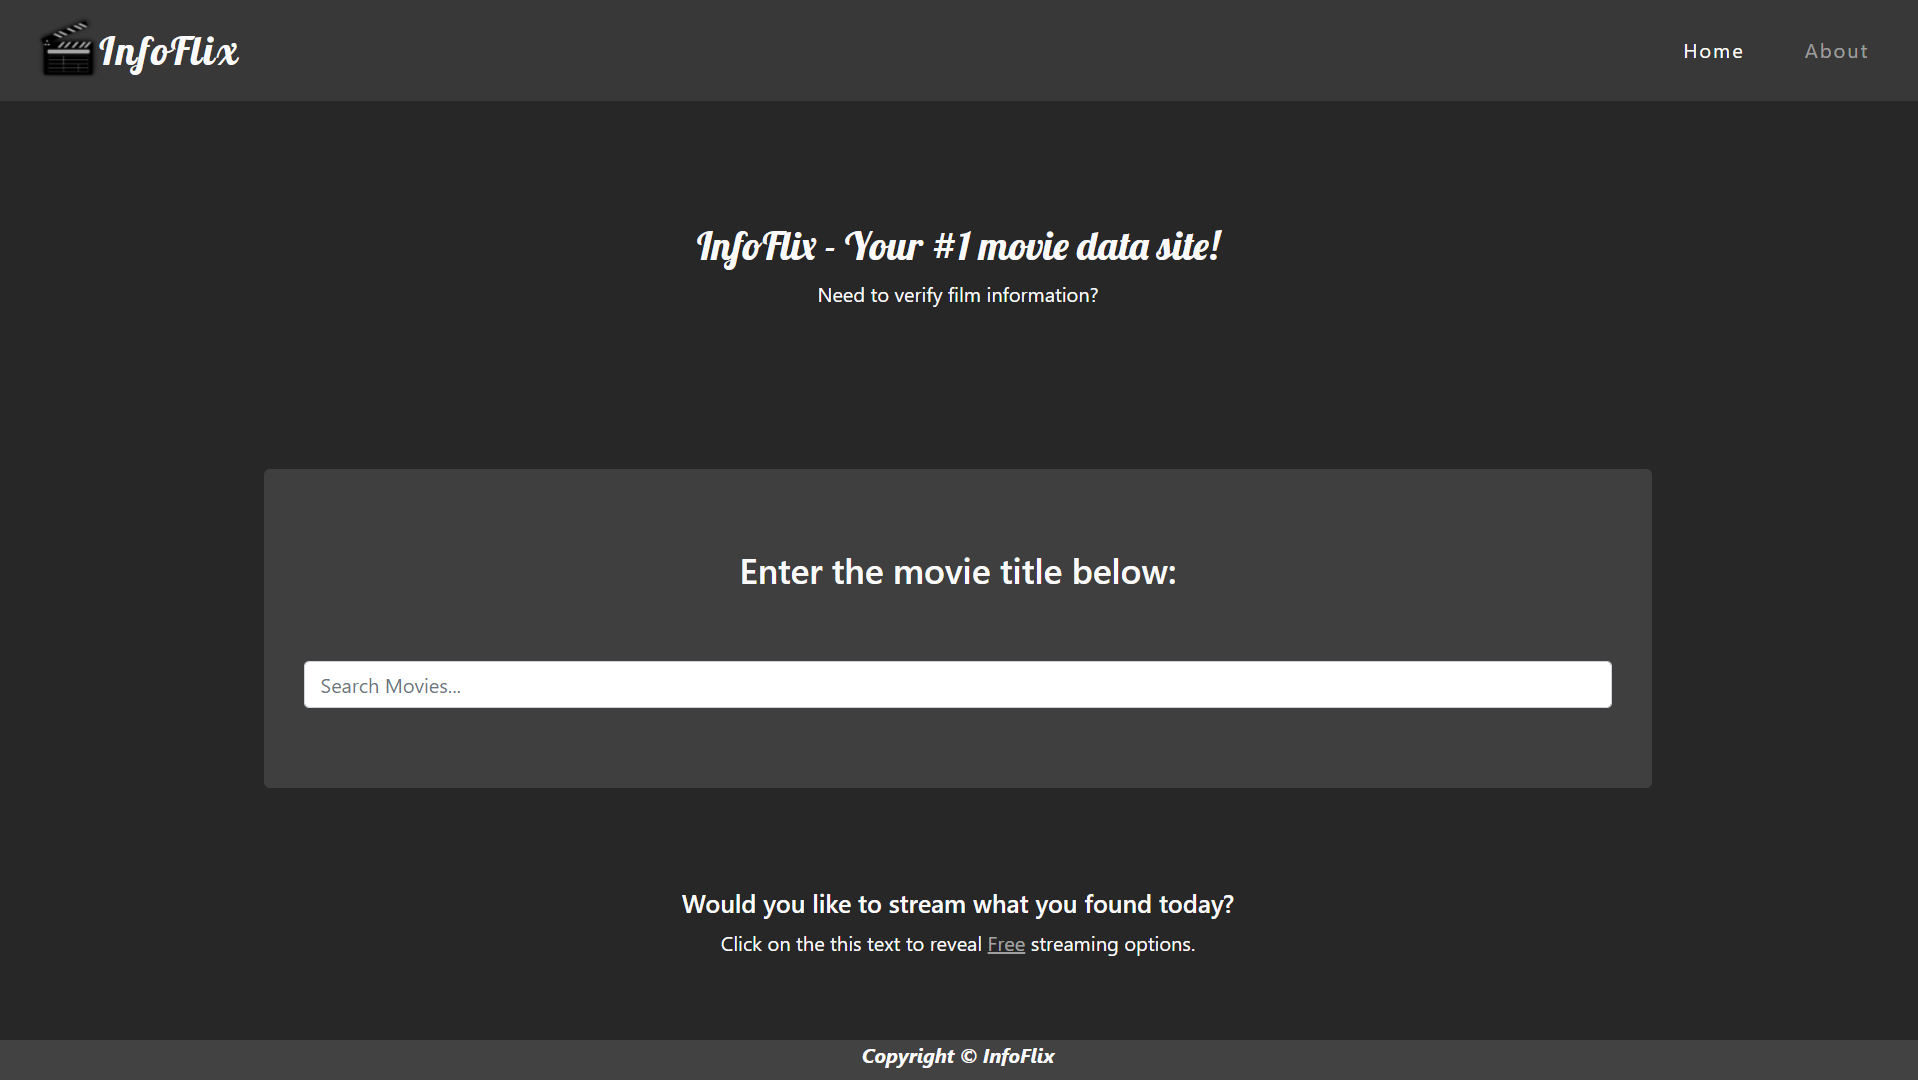 InfoFlix
Home
About
InfoFlix - Your #1 movie data site!
Need to verify film information?
Enter the movie title below:
Search Movies...
Would you like to stream what you found today?
Click on the this text to reveal Free streaming options.
Copyright © InfoFlix